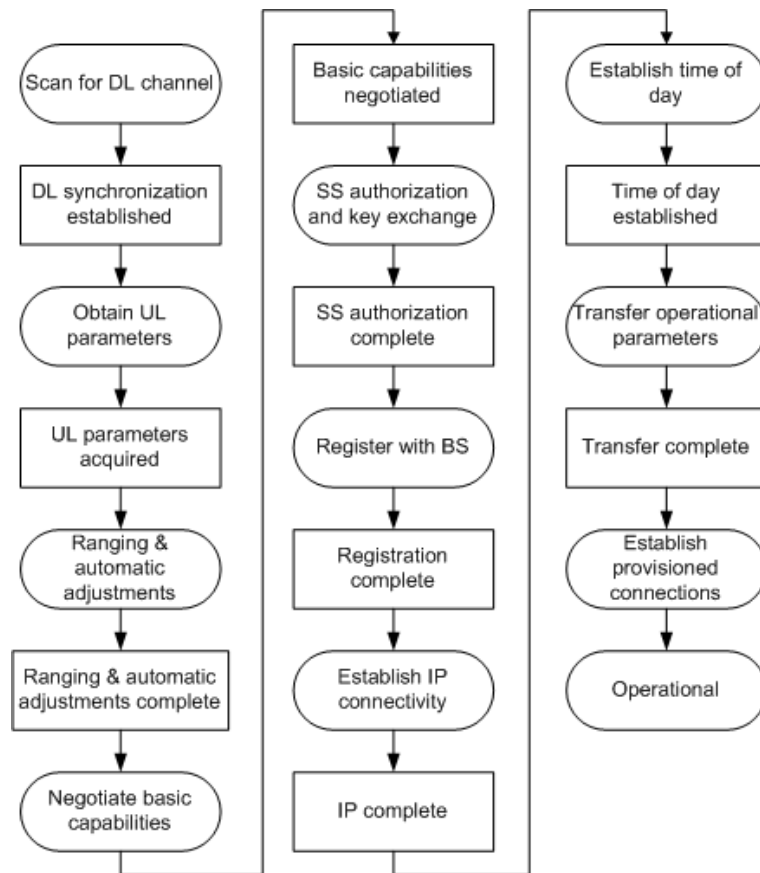 Scan for DL channel
DL synchronization
established
Obtain UL
parameters
UL parameters
acquired
Ranging &
automatic
adjustments
Ranging & automatic
adjustments complete
Negotiate basic
capabilities
Basic capabilities
negotiated
SS authorization
and key exchange
SS authorization
complete
Register with BS
Registration
complete
Establish IP
connectivity
IP complete
Establish time of
day
Time of day
established
Transfer operational
parameters
Transfer complete
Establish
provisioned
connections
Operational